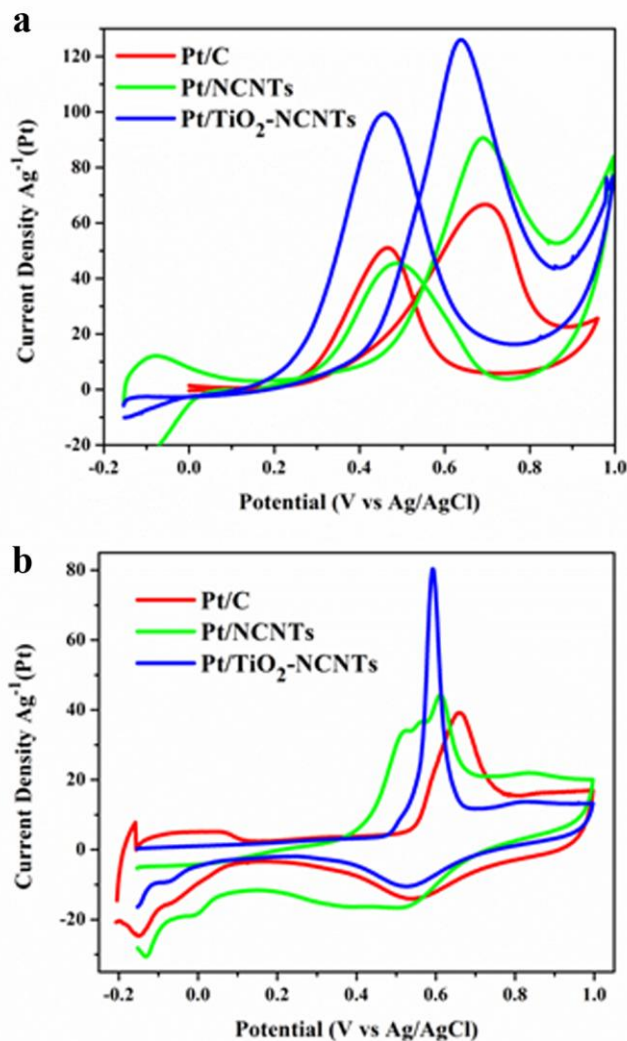 a
Pt/C
Pt/NCNTs
Pt/TiO2-NCNTs
Current Density Ag-1(Pt)
120
100
80
60
40
20
0
-20
-0.2 0.0 0.2 0.4 0.6 0.8 1.0
Potential (V vs Ag/AgCl)
b
Pt/C
Pt/NCNTs
Pt/TiO2-NCNTs
Current Density Ag-1(Pt)
80
60
40
20
0
-20
-0.2 0.0 0.2 0.4 0.6 0.8 1.0
Potential (V vs Ag/AgCl)